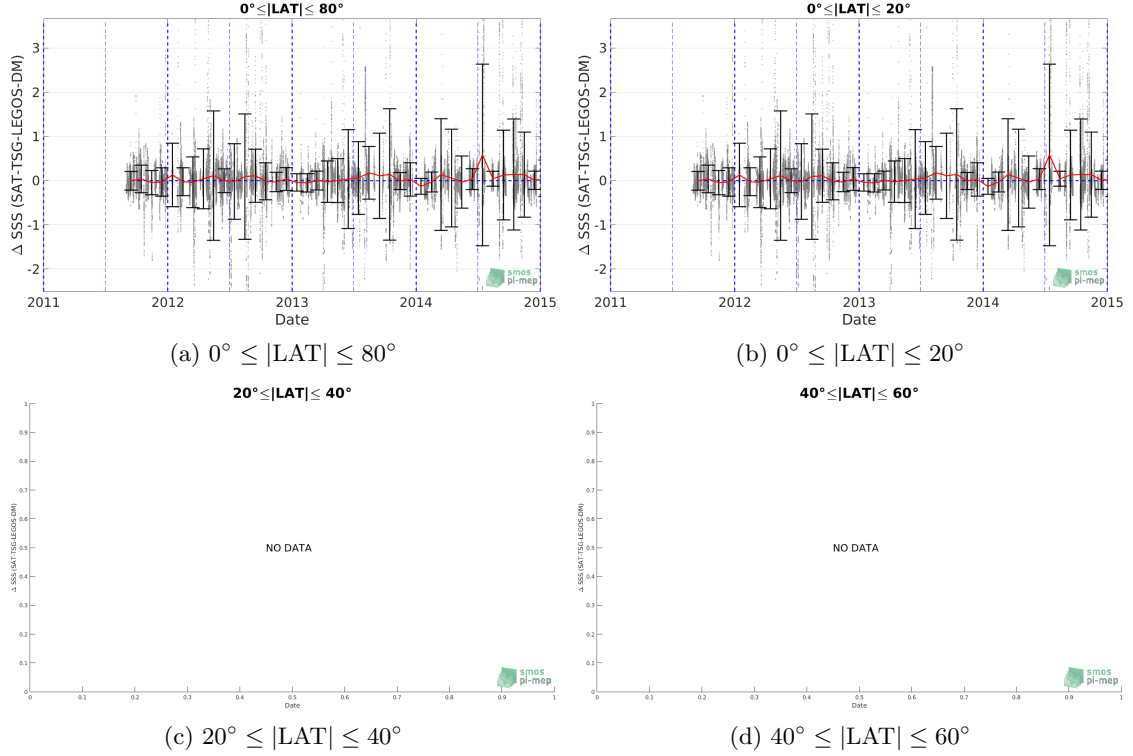 0°≤|LAT|≤ 80°
Δ SSS (SAT-TSG-LEGOS-DM)
3
2
1
0
-1
-2
2011 2012 2013 2014 2015
Date
smos
pi-mep
(a) 0° ≤ |LAT| ≤ 80°
0°≤|LAT|≤ 20°
Δ SSS (SAT-TSG-LEGOS-DM)
3
2
1
0
-1
-2
2011 2012 2013 2014 2015
Date
smos
pi-mep
(b) 0° ≤ |LAT| ≤ 20°
20°≤|LAT|≤ 40°
Δ SSS (SAT-TSG-LEGOS-DM)
1
0.9
0.8
0.7
0.6
0.5
0.4
0.3
0.2
0.1
0
NO DATA
0 0.1 0.2 0.3 0.4 0.5 0.6 0.7 0.8 0.9 1
Date
smos
pi-mep
(c) 20° ≤ |LAT| ≤ 40°
40°≤|LAT|≤ 60°
Δ SSS (SAT-TSG-LEGOS-DM)
1
0.9
0.8
0.7
0.6
0.5
0.4
0.3
0.2
0.1
0
NO DATA
0 0.1 0.2 0.3 0.4 0.5 0.6 0.7 0.8 0.9 1
Date
smos
pi-mep
(d) 40° ≤ |LAT| ≤ 60°